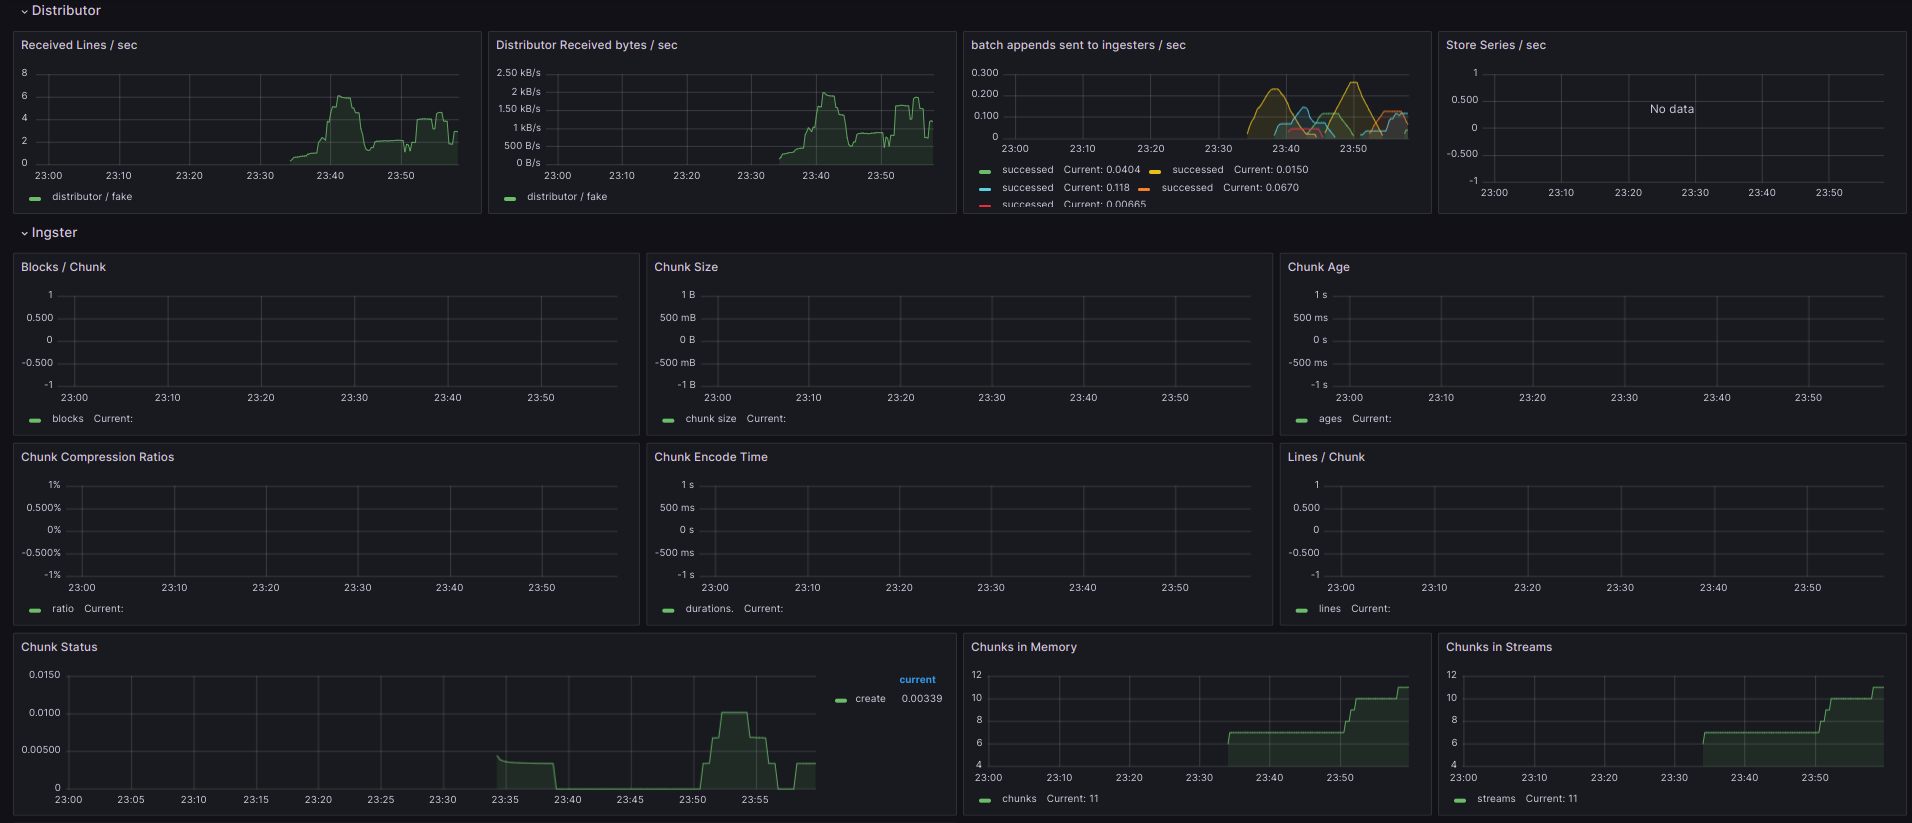 Distributor
Received Lines / sec
8
6
4
2
0
23:00 23:10 23:20 23:30 23:40 23:50
distributor / fake
Distributor Received bytes / sec
2.50 kB/s
2 kB/s
1.50 kB/s
1 kB/s
500 B/s
0 B/s
23:00 23:10 23:20 23:30 23:40 23:50
distributor / fake
batch appends sent to ingesters / sec
0.300
0.200
0.100
0
23:00 23:10 23:20 23:30 23:40 23:50
successed Current: 0.0404 successed Current: 0.0150
successed Current: 0.118 successed Current: 0.0670
successed Current: 0.00665
Store Series / sec
1
0.500
0
-0.500
-1
No data
23:00 23:10 23:20 23:30 23:40 23:50
Ingster
Blocks / Chunk
1
0.500
0
-0.500
-1
23:00 23:10 23:20 23:30 23:40 23:50
blocks Current:
Chunk Size
1 B
500 mB
0 B
-500 mB
-1 B
23:00 23:10 23:20 23:30 23:40 23:50
chunk size Current:
Chunk Age
1 s
500 ms
0 s
-500 ms
-1 s
23:00 23:10 23:20 23:30 23:40 23:50
ages Current:
Chunk Compression Ratios
1%
0.500%
0%
-0.500%
-1%
23:00 23:10 23:20 23:30 23:40 23:50
ratio Current:
Chunk Encode Time
1 s
500 ms
0 s
-500 ms
-1 s
23:00 23:10 23:20 23:30 23:40 23:50
durations. Current:
Lines / Chunk
1
0.500
0
-0.500
-1
23:00 23:10 23:20 23:30 23:40 23:50
lines Current:
Chunk Status
0.0150
0.0100
0.00500
0
23:00 23:05 23:10 23:15 23:20 23:25 23:30 23:35 23:40 23:45 23:50 23:55
current
create 0.00339
Chunks in Memory
12
10
8
6
4
23:00 23:10 23:20 23:30 23:40 23:50
chunks Current: 11
Chunks in Streams
12
10
8
6
4
23:00 23:10 23:20 23:30 23:40 23:50
streams Current: 11